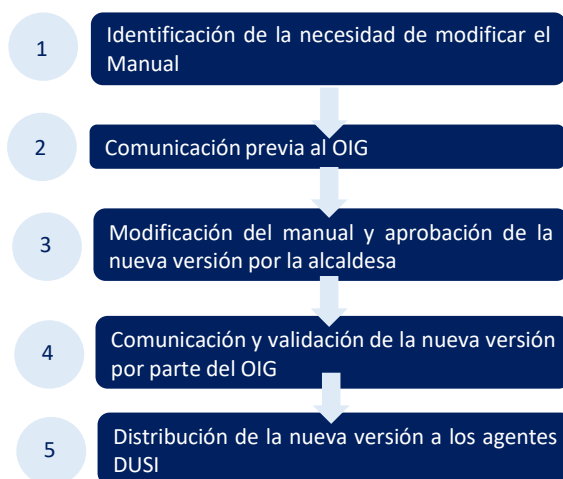 1
Identificación de la necesidad de modificar el
Manual
2
Comunicación previa al OIG
3
Modificación del manual y aprobación de la
nueva versión por la alcaldesa
4
Comunicación y validación de la nueva versión
por parte del OIG
5
Distribución de la nueva versión a los agentes
DUSI